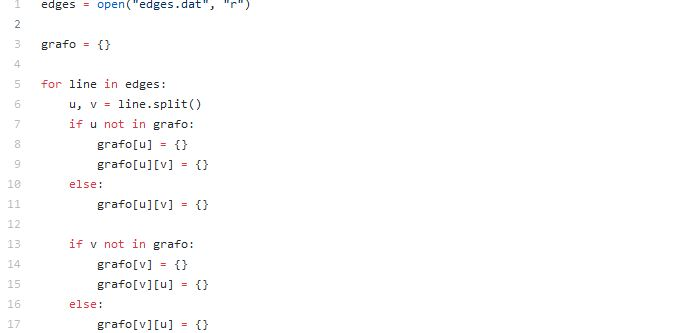 1 edges = open("edges.dat", "r")
2
3 grafo = {}
4
5 for line in edges:
6     u, v = line.split()
7     if u not in grafo:
8         grafo[u] = {}
9         grafo[u][v] = {}
10     else:
11         grafo[u][v] = {}
12
13     if v not in grafo:
14         grafo[v] = {}
15         grafo[v][u] = {}
16     else:
17         grafo[v][u] = {}